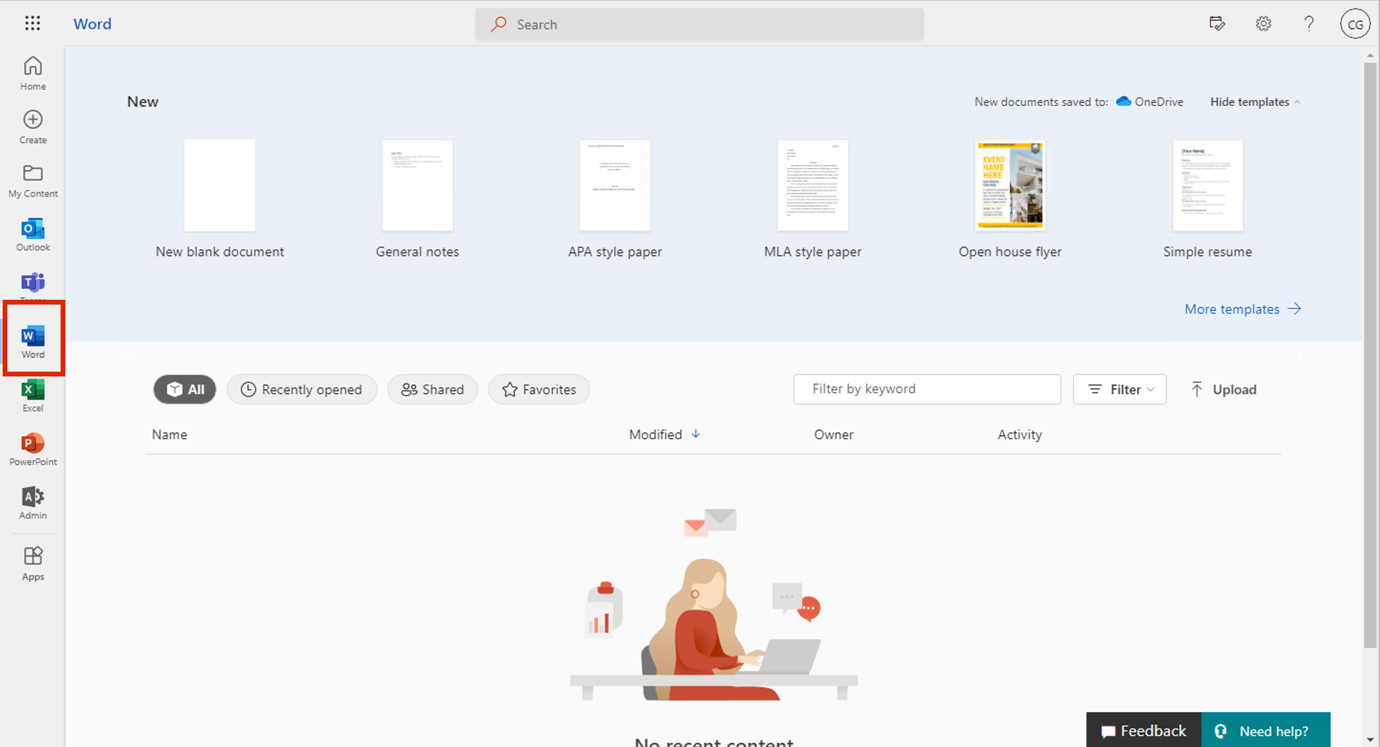 Word
Search
CG
Home
Create
My Content
Outlook
Teams
Word
Excel
PowerPoint
Admin
Apps
New
New documents saved to: OneDrive
Hide templates
EVENT
NAME
HERE
[Your Name]
New blank document
General notes
APA style paper
MLA style paper
Open house flyer
Simple resume
More templates
All
Recently opened
Shared
Favorites
Filter by keyword
Filter
Upload
Name
Modified
Owner
Activity
No recent content
Feedback
Need help?